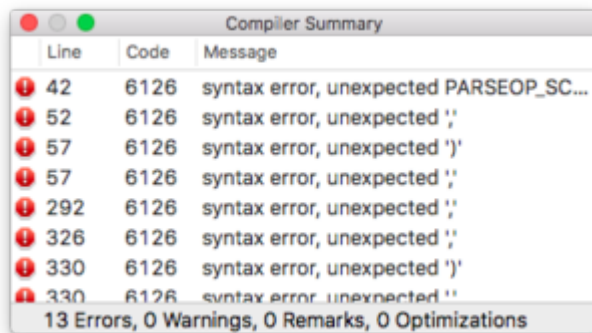 Compiler Summary
Line Code Message
42 6126 syntax error, unexpected PARSEOP_SC...
52 6126 syntax error, unexpected ','
57 6126 syntax error, unexpected ')'
57 6126 syntax error, unexpected ','
292 6126 syntax error, unexpected ','
326 6126 syntax error, unexpected ','
330 6126 syntax error, unexpected ')'
330 6126 syntax error, unexpected
13 Errors, 0 Warnings, 0 Remarks, 0 Optimizations